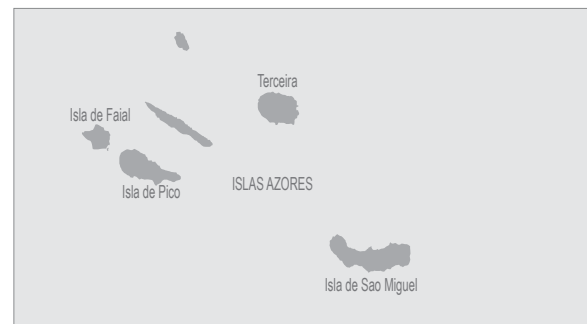 Terceira
Isla de Faial
Isla de Pico
ISLAS AZORES
Isla de Sao Miguel